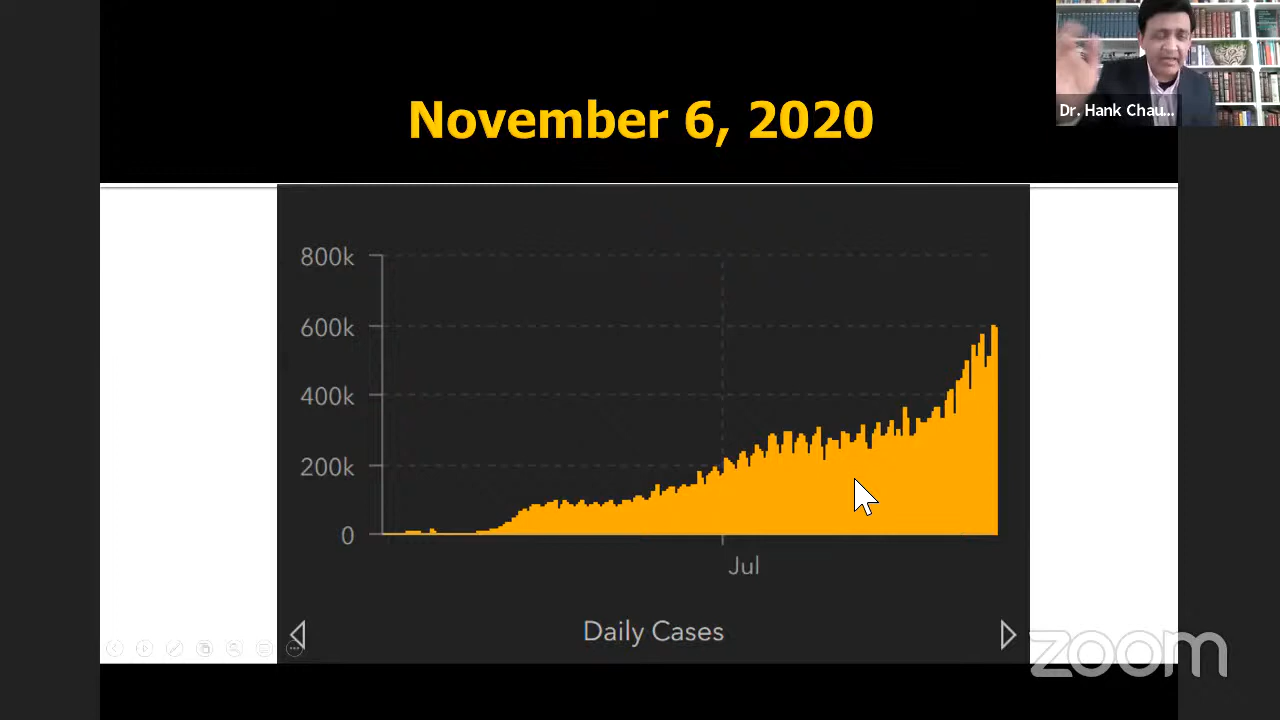 November 6, 2020
Dr. Hank Chau...
800k
600k
400k
200k
0
Jul
Daily Cases
zoom